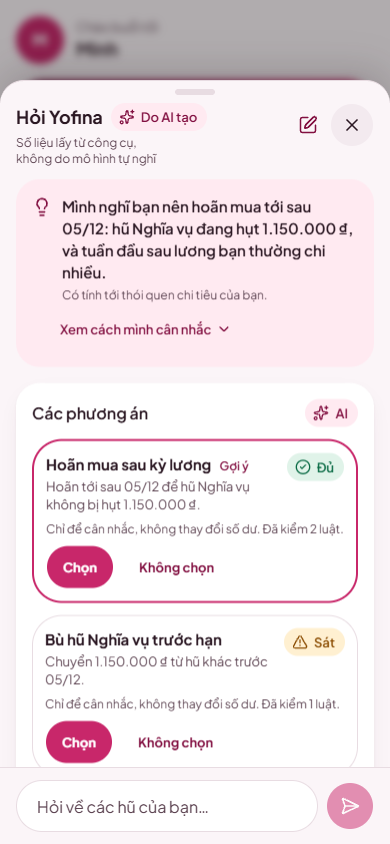 Minh
Hỏi Yofina
Do AI tạo
Số liệu lấy từ công cụ,
không do mô hình tự nghĩ
Mình nghĩ bạn nên hoãn mua tới sau
05/12: hũ Nghĩa vụ đang hụt 1.150.000 ₫,
và tuần đầu sau lương bạn thường chi
nhiều.
Có tính tới thói quen chi tiêu của bạn.
Xem cách mình cân nhắc
Các phương án
AI
Hoãn mua sau kỳ lương Gợi ý
Đủ
Hoãn tới sau 05/12 để hũ Nghĩa vụ
không bị hụt 1.150.000 ₫.
Chỉ để cân nhắc, không thay đổi số dư. Đã kiểm 2 luật.
Chọn
Không chọn
Bù hũ Nghĩa vụ trước hạn
Sát
Chuyển 1.150.000 ₫ từ hũ khác trước
05/12.
Chỉ để cân nhắc, không thay đổi số dư. Đã kiểm 1 luật.
Chọn
Không chọn
Hỏi về các hũ của bạn...